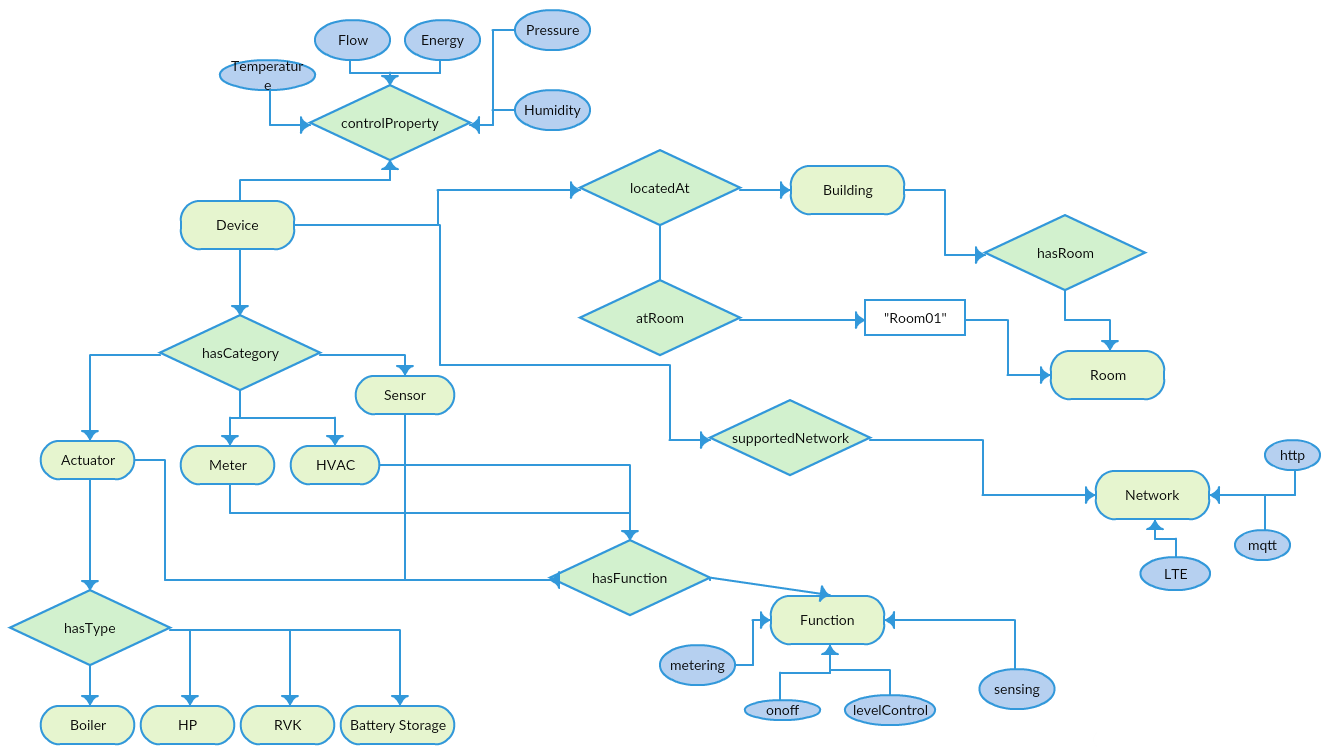 Pressure
Flow
Energy
Temperatur
e
Humidity
controlProperty
locatedAt
Building
Device
hasRoom
atRoom
"Room01"
hasCategory
Room
Sensor
supportedNetwork
http
Actuator
Meter
HVAC
Network
mqtt
LTE
hasFunction
hasType
Function
metering
sensing
onoff
levelControl
Boiler
HP
RVK
Battery Storage